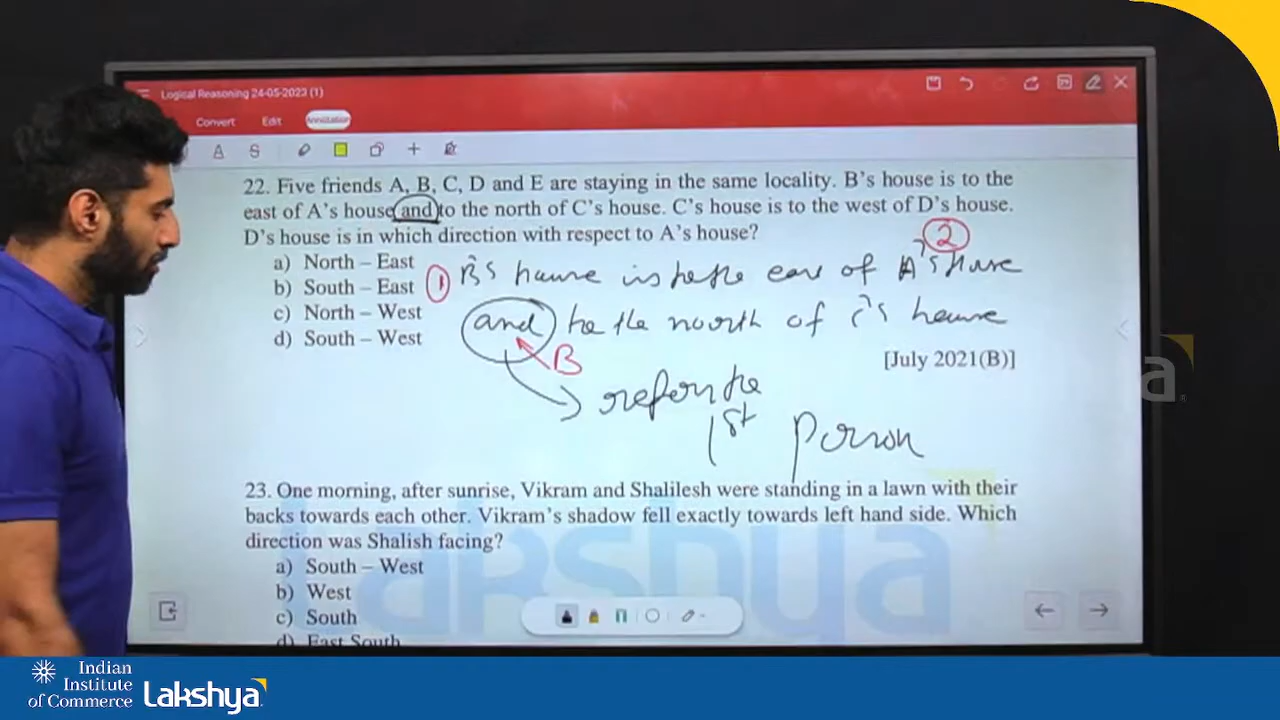 Logical Reasoning 24-05-2023 (1)
Convert Edit Annotation
A S
22. Five friends A, B, C, D and E are staying in the same locality. B's house is to the
east of A's house and to the north of C's house. C's house is to the west of D's house.
D's house is in which direction with respect to A's house?
2
a) North – East
1 B's house is to the east of A's house
b) South – East
c) North – West
and to the north of C's house
d) South – West
B
[July 2021(B)]
refer to
1st Person
23. One morning, after sunrise, Vikram and Shalilesh were standing in a lawn with their
backs towards each other. Vikram's shadow fell exactly towards left hand side. Which
direction was Shalish facing?
a) South – West
b) West
c) South
d) East South
lakshya
Indian
Institute
of Commerce Lakshya